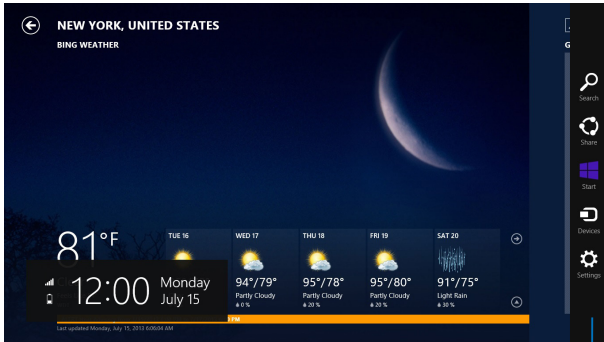 NEW YORK, UNITED STATES
BING WEATHER
G
Search
Share
Start
Devices
Settings
81°F
TUE 16
WED 17
94°/79°
Partly Cloudy
0 %
THU 18
95°/78°
Partly Cloudy
20 %
FRI 19
95°/80°
Partly Cloudy
20 %
SAT 20
91°/75°
Light Rain
30 %
12:00
Monday
July 15
PM
Last updated Monday, July 15, 2013 6:06:04 AM